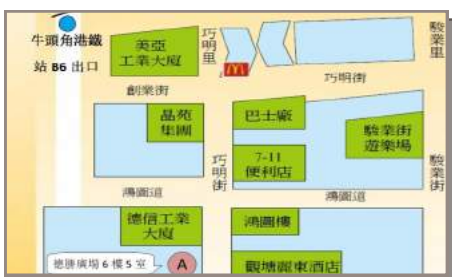 牛頭角港鐵
站 B6 出口
美亞
工業大廈
巧明里
駿業里
巧明街
創業街
晶苑
集團
巴士廠
駿業街
遊樂場
7-11
便利店
巧明街
駿業街
鴻圖道
鴻圖道
德信工業
大廈
鴻圖樓
德勝廣場 6 樓 5 室
A
觀塘麗東酒店